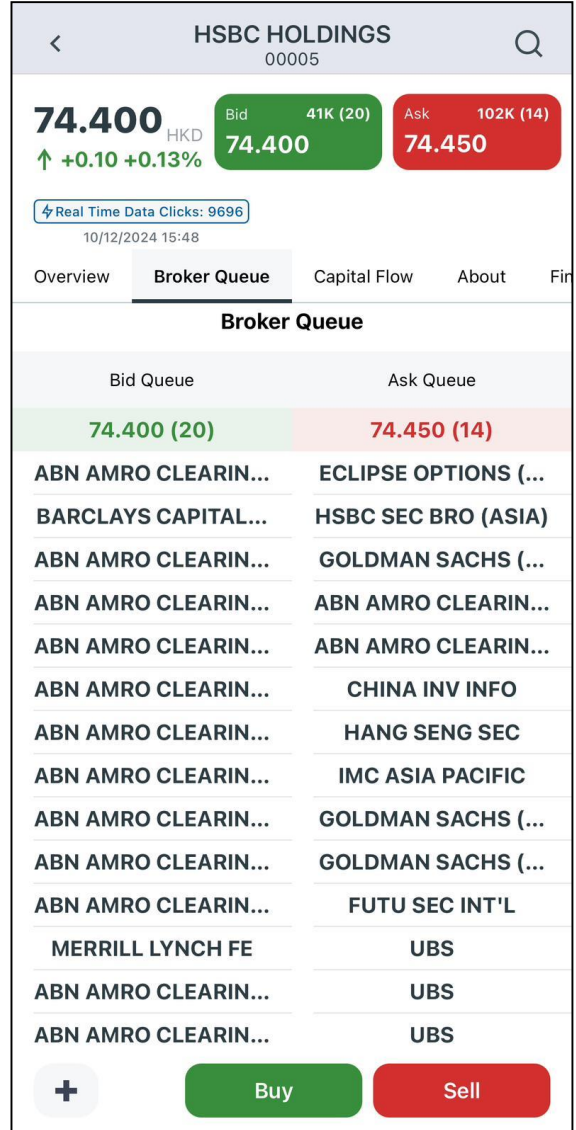 HSBC HOLDINGS
00005
74.400 HKD
↑ +0.10 +0.13%
Bid 41K (20)
74.400
Ask 102K (14)
74.450
Real Time Data Clicks: 9696
10/12/2024 15:48
Overview Broker Queue Capital Flow About Fin
Broker Queue
Bid Queue Ask Queue
74.400 (20) 74.450 (14)
ABN AMRO CLEARIN... ECLIPSE OPTIONS (...
BARCLAYS CAPITAL... HSBC SEC BRO (ASIA)
ABN AMRO CLEARIN... GOLDMAN SACHS (...
ABN AMRO CLEARIN... ABN AMRO CLEARIN...
ABN AMRO CLEARIN... ABN AMRO CLEARIN...
ABN AMRO CLEARIN... CHINA INV INFO
ABN AMRO CLEARIN... HANG SENG SEC
ABN AMRO CLEARIN... IMC ASIA PACIFIC
ABN AMRO CLEARIN... GOLDMAN SACHS (...
ABN AMRO CLEARIN... GOLDMAN SACHS (...
ABN AMRO CLEARIN... FUTU SEC INT'L
MERRILL LYNCH FE UBS
ABN AMRO CLEARIN... UBS
ABN AMRO CLEARIN... UBS
+ Buy Sell